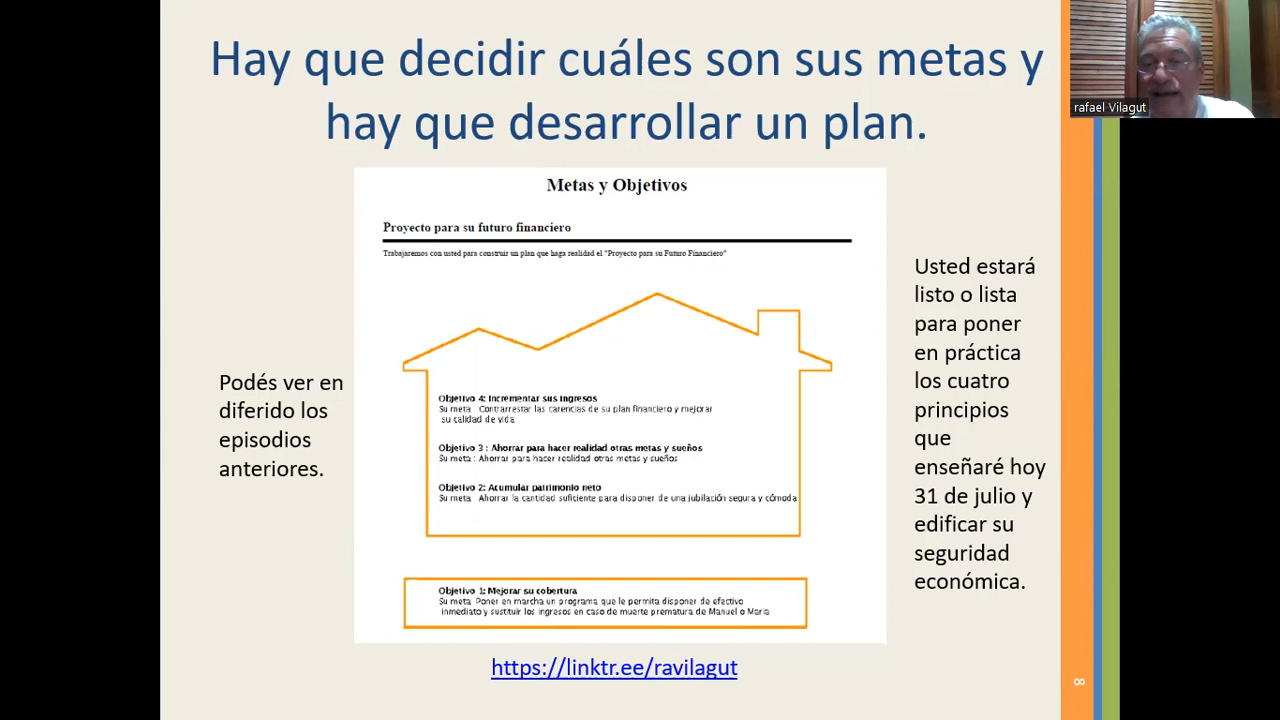 Hay que decidir cuáles son sus metas y
hay que desarrollar un plan.
rafael Vilagut
Metas y Objetivos
Proyecto para su futuro financiero
Trabajaremos con usted para construir un plan que haga realidad el "Proyecto para su Futuro Financiero"
Podés ver en
diferido los
episodios
anteriores.
Objetivo 4: Incrementar sus ingresos
Su meta : Contrarrestar las carencias de su plan financiero y mejorar
su calidad de vida
Objetivo 3 : Ahorrar para hacer realidad otras metas y sueños
Su meta : Ahorrar para hacer realidad otras metas y sueños
Objetivo 2: Acumular patrimonio neto
Su meta : Ahorrar la cantidad suficiente para disponer de una jubilación segura y cómoda
Objetivo 1: Mejorar su cobertura
Su meta: Poner en marcha un programa que le permita disponer de efectivo
inmediato y sustituir los ingresos en caso de muerte prematura de Manuel o Maria
Usted estará
listo o lista
para poner
en práctica
los cuatro
principios
que
enseñaré hoy
31 de julio y
edificar su
seguridad
económica.
https://linktr.ee/ravilagut
8